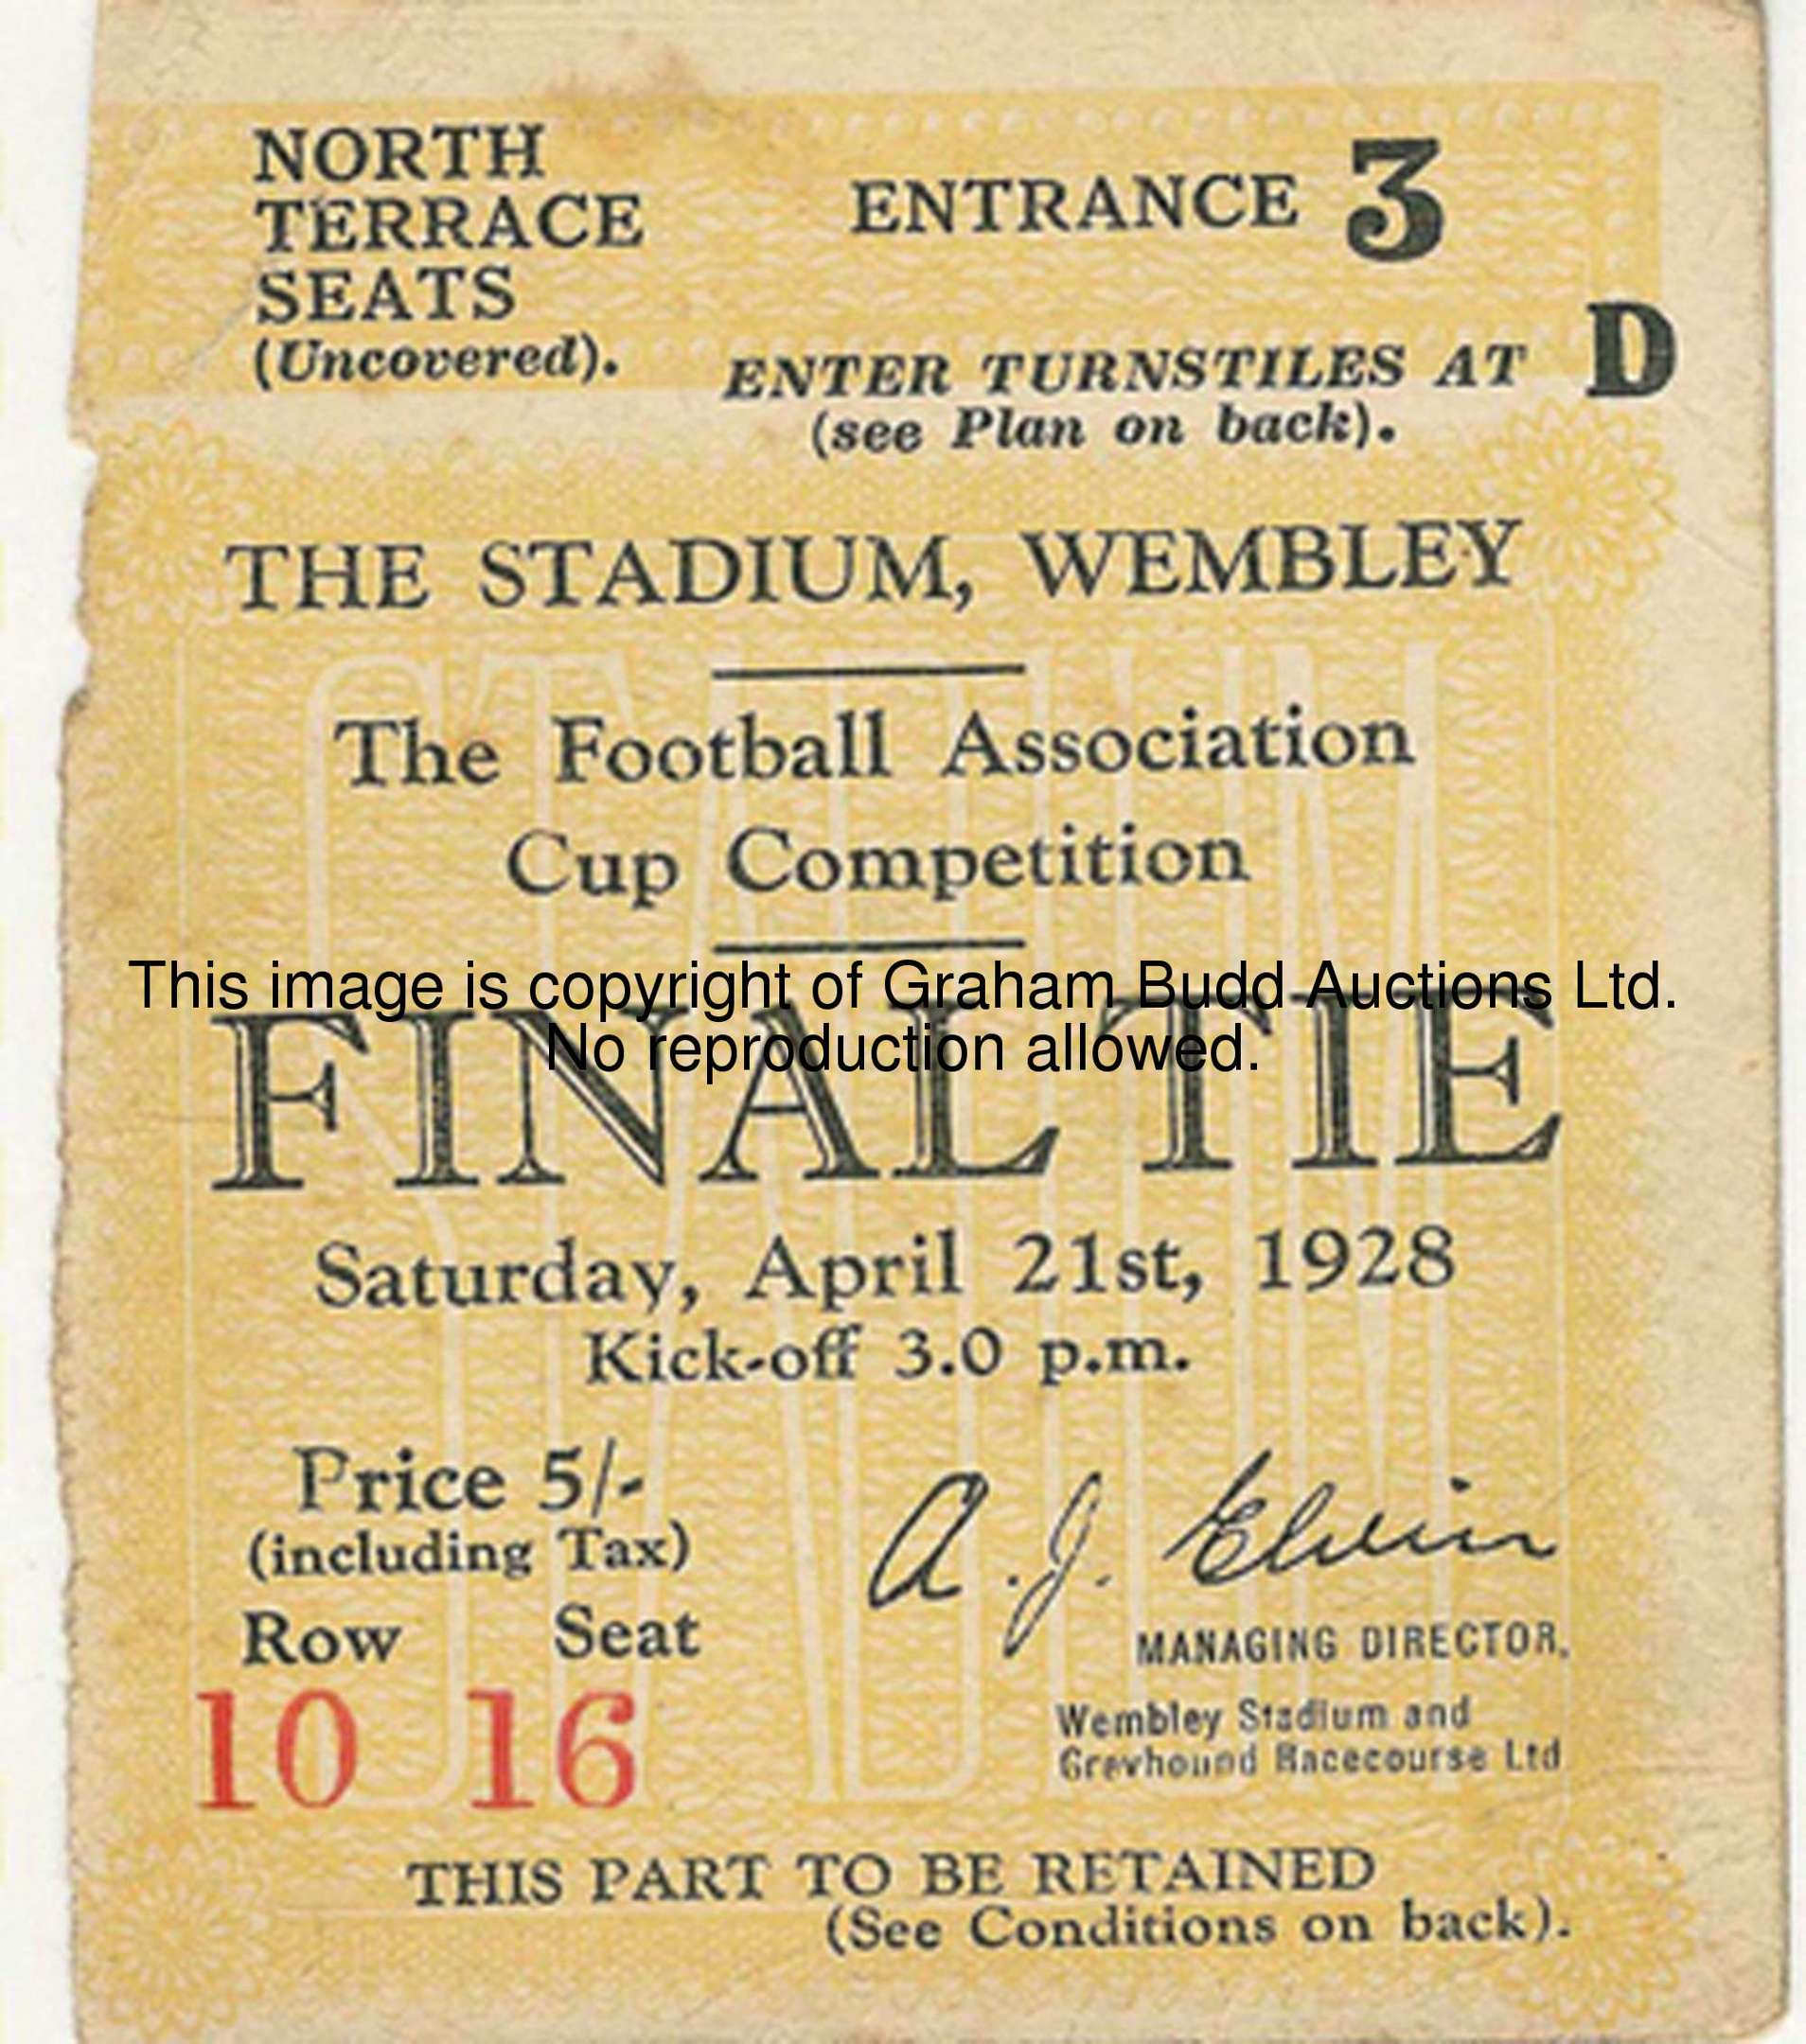 NORTH
TERRACE
SEATS
(Uncovered).
ENTRANCE 3
ENTER TURNSTILES AT D
(see Plan on back).
THE STADIUM, WEMBLEY
The Football Association
Cup Competition
This image is copyright of Graham Budd Auctions Ltd.
No reproduction allowed.
FINAL TIE
Saturday, April 21st, 1928
Kick-off 3.0 p.m.
Price 5/-
(including Tax)
Row Seat
10 16
A. J. Elvin
MANAGING DIRECTOR,
Wembley Stadium and
Greyhound Racecourse Ltd
THIS PART TO BE RETAINED
(See Conditions on back).
STADIUM